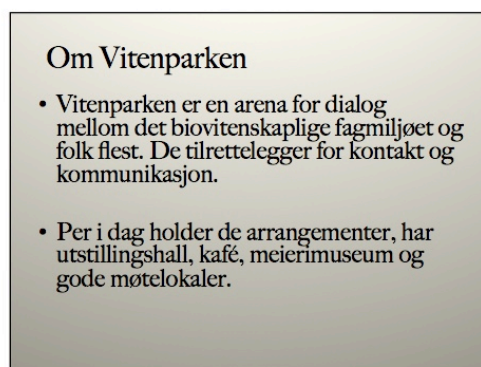 Om Vitenparken
• Vitenparken er en arena for dialog
mellom det biovitenskaplige fagmiljøet og
folk flest. De tilrettelegger for kontakt og
kommunikasjon.
• Per i dag holder de arrangementer, har
utstillingshall, kafé, meierimuseum og
gode møtelokaler.